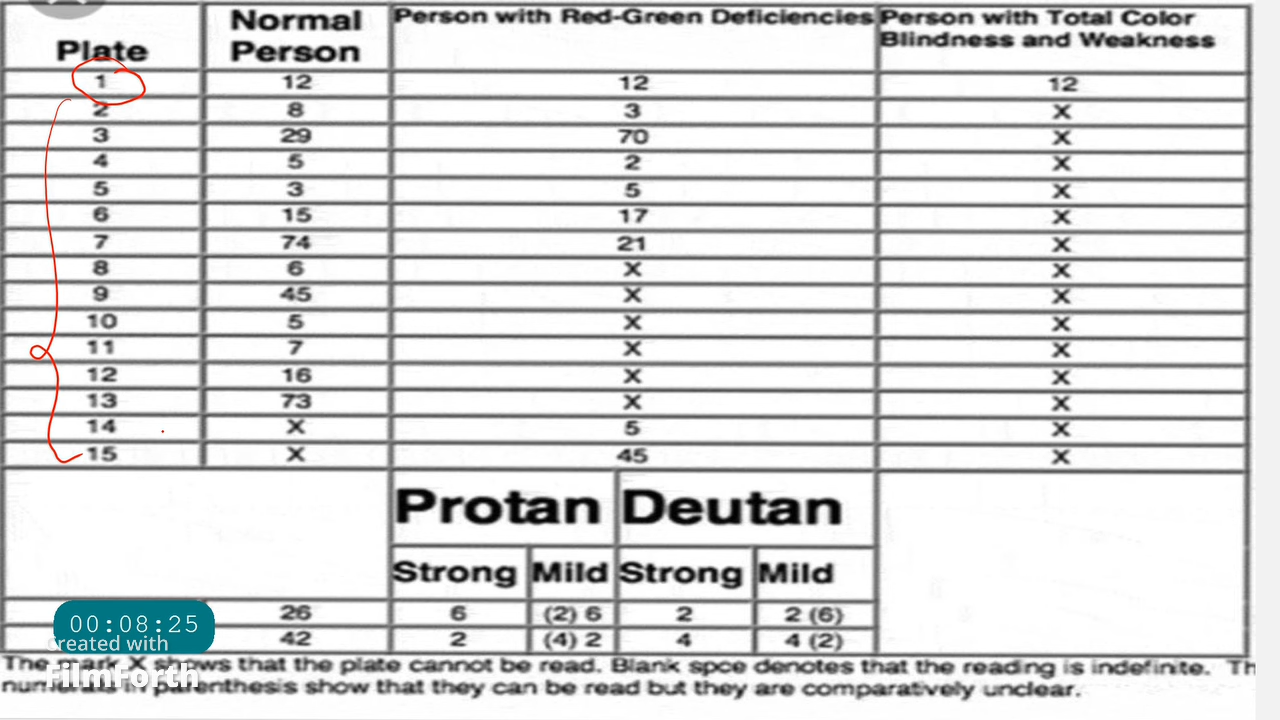 Normal Person with Red-Green Deficiencies Person with Total Color
Plate Person Blindness and Weakness
1 12 12 12
2 8 3 X
3 29 70 X
4 5 2 X
5 3 5 X
6 15 17 X
7 74 21 X
8 6 X X
9 45 X X
10 5 X X
11 7 X X
12 16 X X
13 73 X X
14 X 5 X
15 X 45 X
Protan Deutan
Strong Mild Strong Mild
26 6 (2) 6 2 2 (6)
42 2 (4) 2 4 4 (2)
00:08:25
Created with
FilmForth
The mark X shows that the plate cannot be read. Blank spce denotes that the reading is indefinite.
in parenthesis show that they can be read but they are comparatively unclear.